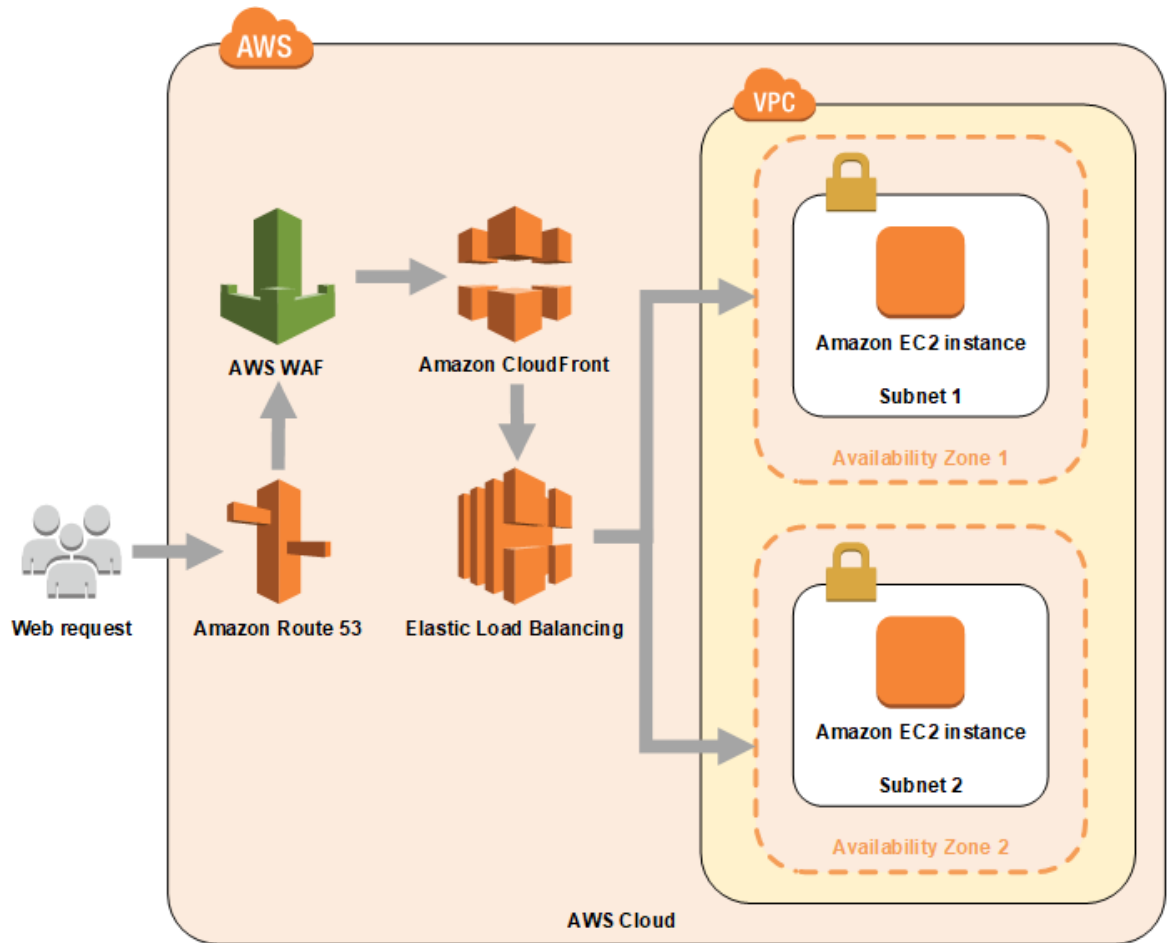 AWS
VPC
Amazon EC2 instance
Subnet 1
Availability Zone 1
AWS WAF
Amazon CloudFront
Web request
Amazon Route 53
Elastic Load Balancing
Amazon EC2 instance
Subnet 2
Availability Zone 2
AWS Cloud